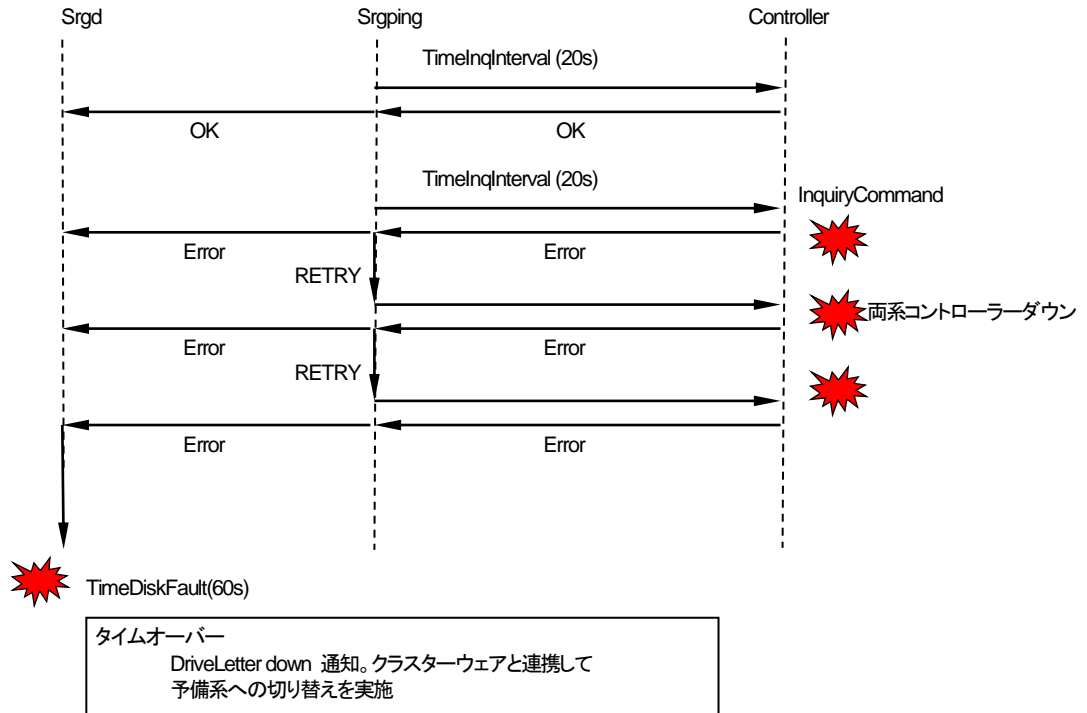 Srgd
Srgping
Controller
TimeInqInterval (20s)
OK
OK
TimeInqInterval (20s)
InquiryCommand
Error
Error
RETRY
両系コントローラーダウン
Error
Error
RETRY
Error
Error
TimeDiskFault(60s)
タイムオーバー
DriveLetter down 通知。クラスターウェアと連携して
予備系への切り替えを実施